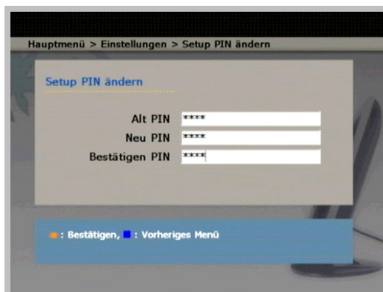 Hauptmenü > Einstellungen > Setup PIN ändern
Setup PIN ändern
Alt PIN ****
Neu PIN ****
Bestätigen PIN ****
: Bestätigen, : Vorheriges Menü